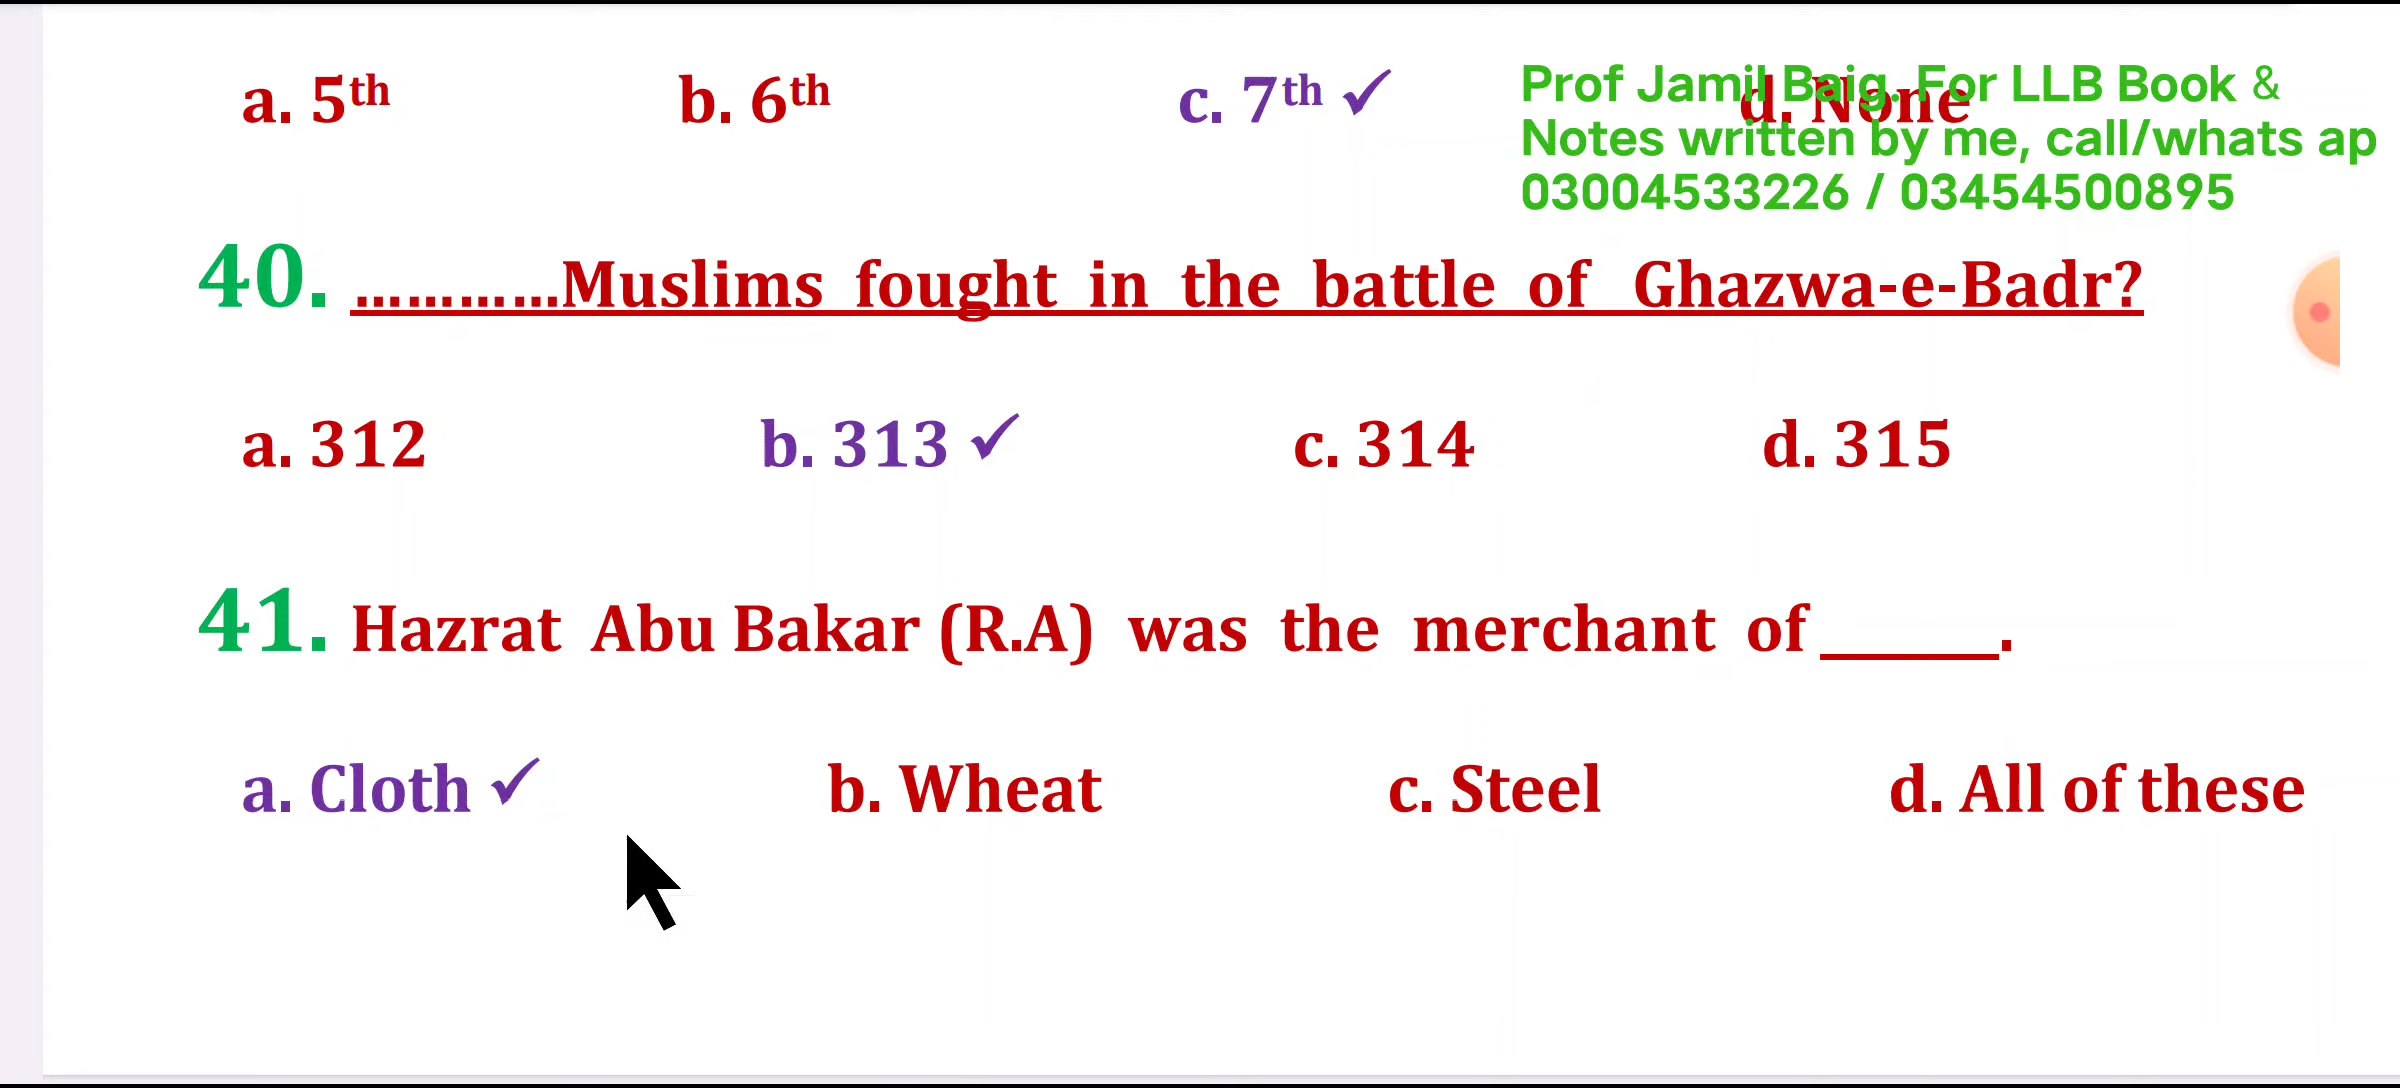 a. 5th b. 6th c. 7th ✓ d. None
Prof Jamil Baig. For LLB Book &
Notes written by me, call/whats ap
03004533226 / 03454500895
40. ............Muslims fought in the battle of Ghazwa-e-Badr?
a. 312 b. 313 ✓ c. 314 d. 315
41. Hazrat Abu Bakar (R.A) was the merchant of ______.
a. Cloth ✓ b. Wheat c. Steel d. All of these